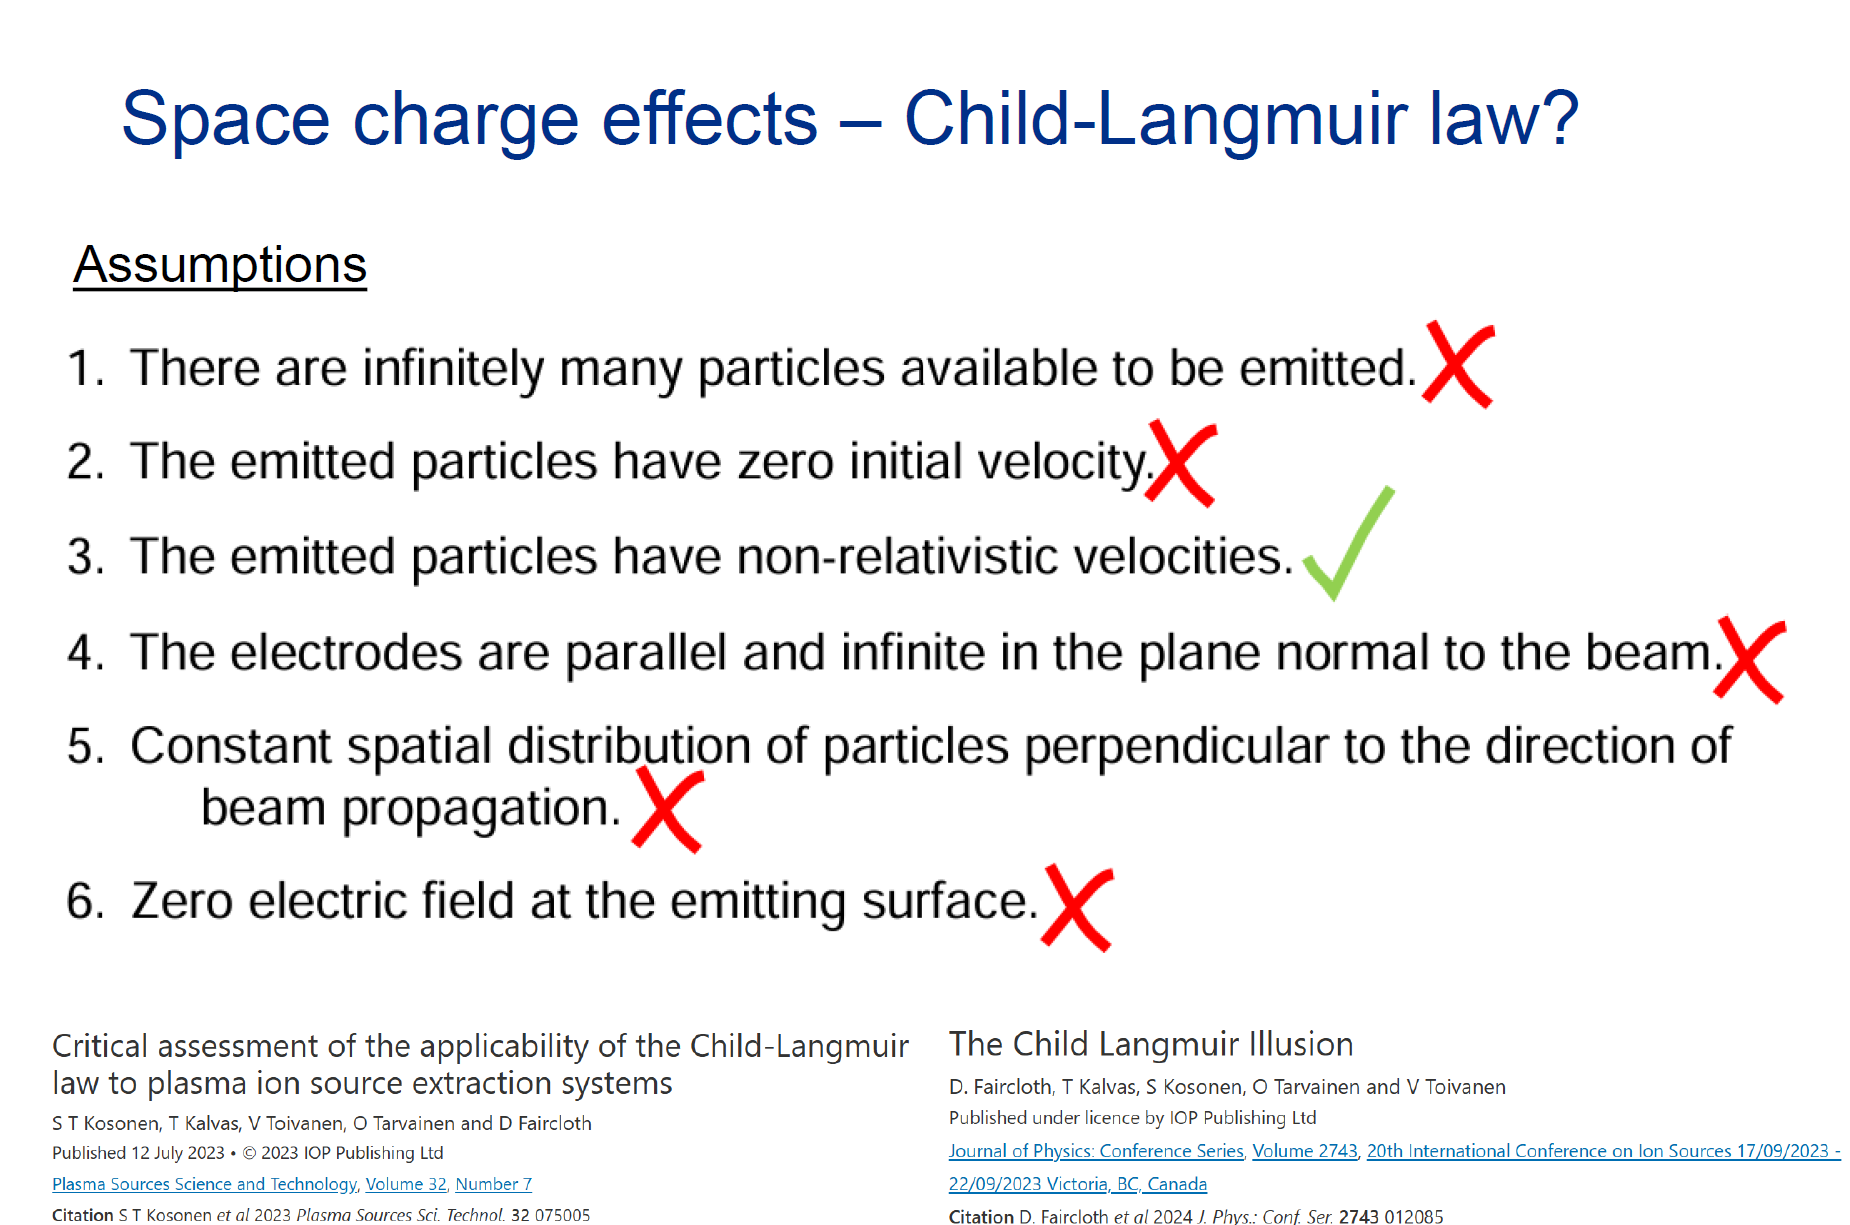 Space charge effects – Child-Langmuir law?
Assumptions
1. There are infinitely many particles available to be emitted.
2. The emitted particles have zero initial velocity.
3. The emitted particles have non-relativistic velocities.
4. The electrodes are parallel and infinite in the plane normal to the beam.
5. Constant spatial distribution of particles perpendicular to the direction of
beam propagation.
6. Zero electric field at the emitting surface.
Critical assessment of the applicability of the Child-Langmuir
law to plasma ion source extraction systems
S T Kosonen, T Kalvas, V Toivanen, O Tarvainen and D Faircloth
Published 12 July 2023 • © 2023 IOP Publishing Ltd
Plasma Sources Science and Technology, Volume 32, Number 7
Citation S T Kosonen et al 2023 Plasma Sources Sci. Technol. 32 075005
The Child Langmuir Illusion
D. Faircloth, T Kalvas, S Kosonen, O Tarvainen and V Toivanen
Published under licence by IOP Publishing Ltd
Journal of Physics: Conference Series, Volume 2743, 20th International Conference on Ion Sources 17/09/2023 -
22/09/2023 Victoria, BC, Canada
Citation D. Faircloth et al 2024 J. Phys.: Conf. Ser. 2743 012085